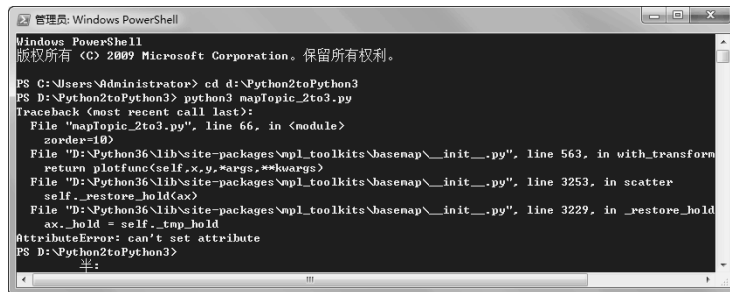 管理员: Windows PowerShell
Windows PowerShell
版权所有 (C) 2009 Microsoft Corporation。保留所有权利。
PS C:\Users\Administrator> cd d:\Python2toPython3
PS D:\Python2toPython3> python3 mapTopic_2to3.py
Traceback (most recent call last):
  File "mapTopic_2to3.py", line 66, in <module>
    zorder=10)
  File "D:\Python36\lib\site-packages\mpl_toolkits\basemap\__init__.py", line 563, in with_transform
    return plotfunc(self,x,y,*args,**kwargs)
  File "D:\Python36\lib\site-packages\mpl_toolkits\basemap\__init__.py", line 3253, in scatter
    self._restore_hold(ax)
  File "D:\Python36\lib\site-packages\mpl_toolkits\basemap\__init__.py", line 3229, in _restore_hold
    ax._hold = self._tmp_hold
AttributeError: can't set attribute
PS D:\Python2toPython3>
半: